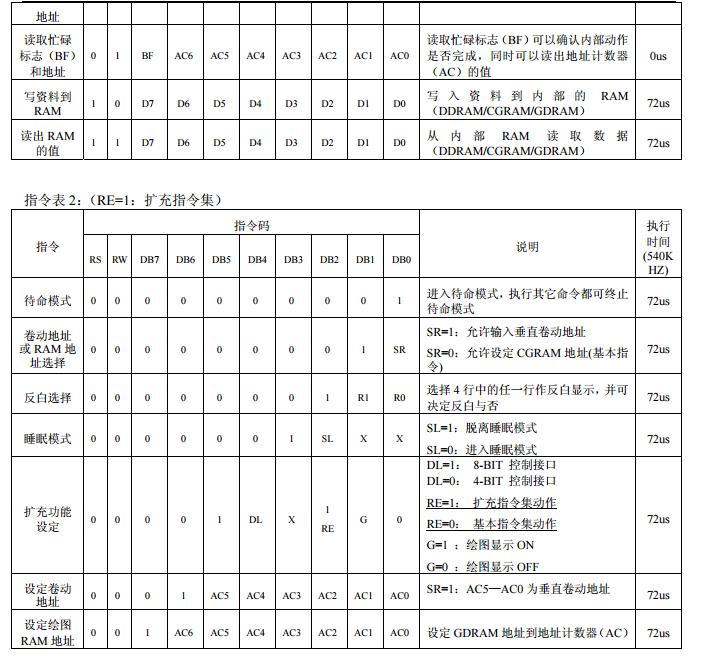 地址
读取忙碌 标志（BF） 和地址 0 1 BF AC6 AC5 AC4 AC3 AC2 AC1 AC0 读取忙碌标志（BF）可以确认内部动作 是否完成，同时可以读出地址计数器 （AC）的值 0us
写资料到 RAM 1 0 D7 D6 D5 D4 D3 D2 D1 D0 写入资料到内部的 RAM （DDRAM/CGRAM/GDRAM） 72us
读出 RAM 的值 1 1 D7 D6 D5 D4 D3 D2 D1 D0 从内部 RAM 读取数据 （DDRAM/CGRAM/GDRAM） 72us
指令表 2：（RE=1：扩充指令集）
指令 指令码 说明 执行 时间 (540K HZ)
RS RW DB7 DB6 DB5 DB4 DB3 DB2 DB1 DB0
待命模式 0 0 0 0 0 0 0 0 0 1 进入待命模式，执行其它命令都可终止 待命模式 72us
卷动地址 或 RAM 地 址选择 0 0 0 0 0 0 0 0 1 SR SR=1：允许输入垂直卷动地址 SR=0：允许设定 CGRAM 地址(基本指 令) 72us
反白选择 0 0 0 0 0 0 0 1 R1 R0 选择 4 行中的任一行作反白显示，并可 决定反白与否 72us
睡眠模式 0 0 0 0 0 0 1 SL X X SL=1：脱离睡眠模式 SL=0：进入睡眠模式 72us
扩充功能 设定 0 0 0 0 1 DL X 1 RE G 0 DL=1： 8-BIT 控制接口 DL=0： 4-BIT 控制接口 RE=1： 扩充指令集动作 RE=0： 基本指令集动作 G=1 ：绘图显示 ON G=0 ：绘图显示 OFF 72us
设定卷动 地址 0 0 0 1 AC5 AC4 AC3 AC2 AC1 AC0 SR=1：AC5—AC0 为垂直卷动地址 72us
设定绘图 RAM 地址 0 0 1 AC6 AC5 AC4 AC3 AC2 AC1 AC0 设定 GDRAM 地址到地址计数器（AC） 72us